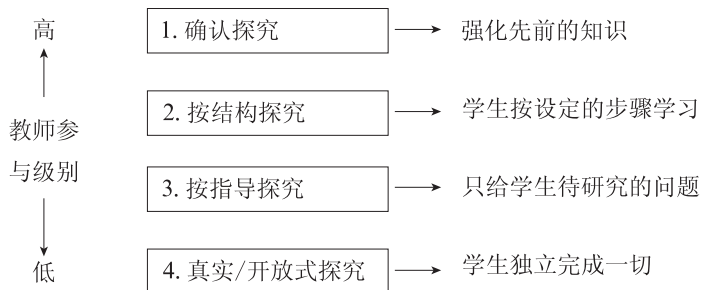 高
1. 确认探究
强化先前的知识
2. 按结构探究
学生按设定的步骤学习
教师参
与级别
3. 按指导探究
只给学生待研究的问题
低
4. 真实/开放式探究
学生独立完成一切